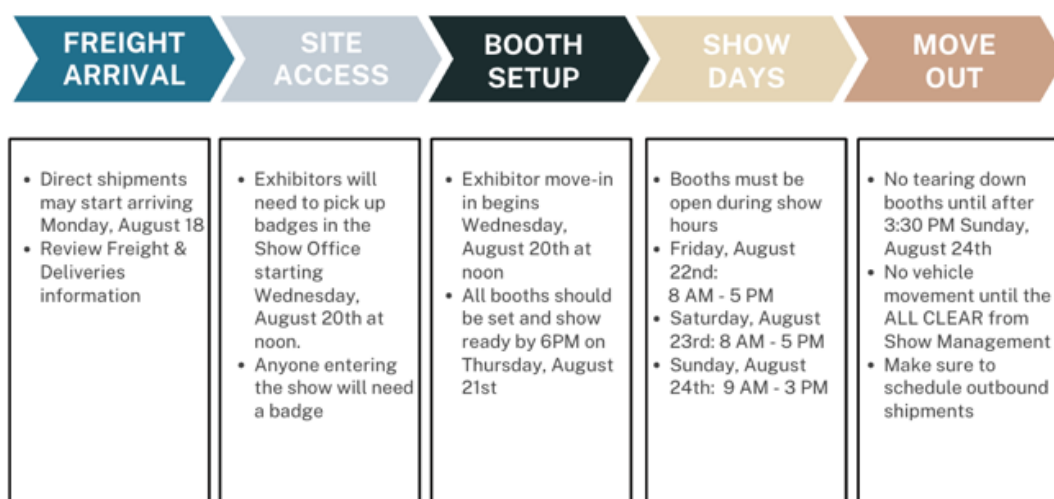 FREIGHT
ARRIVAL
SITE
ACCESS
BOOTH
SETUP
SHOW
DAYS
MOVE
OUT
• Direct shipments
may start arriving
Monday, August 18
• Review Freight &
Deliveries
information
• Exhibitors will
need to pick up
badges in the
Show Office
starting
Wednesday,
August 20th at
noon.
• Anyone entering
the show will need
a badge
• Exhibitor move-in
in begins
Wednesday,
August 20th at
noon
• All booths should
be set and show
ready by 6PM on
Thursday, August
21st
• Booths must be
open during show
hours
• Friday, August
22nd:
8 AM - 5 PM
• Saturday, August
23rd: 8 AM - 5 PM
• Sunday, August
24th: 9 AM - 3 PM
• No tearing down
booths until after
3:30 PM Sunday,
August 24th
• No vehicle
movement until the
ALL CLEAR from
Show Management
• Make sure to
schedule outbound
shipments